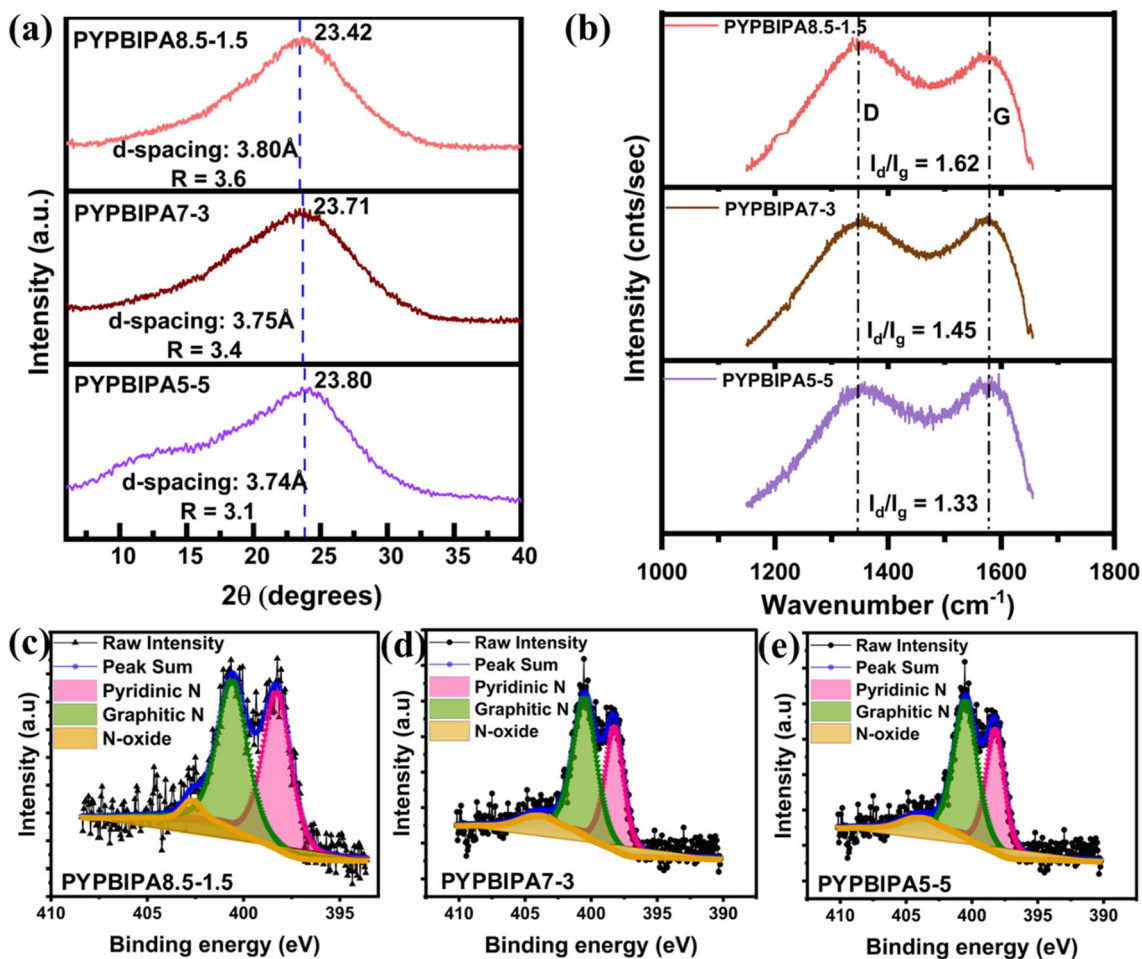 (a)
PYPBIPA8.5-1.5
23.42
d-spacing: 3.80Å
R = 3.6
PYPBIPA7-3
23.71
d-spacing: 3.75Å
R = 3.4
PYPBIPA5-5
23.80
d-spacing: 3.74Å
R = 3.1
Intensity (a.u.)
10 15 20 25 30 35 40
2θ (degrees)
(b)
PYPBIPA8.5-1.5
D
G
I_d/I_g = 1.62
PYPBIPA7-3
I_d/I_g = 1.45
PYPBIPA5-5
I_d/I_g = 1.33
Intensity (cnts/sec)
1000 1200 1400 1600 1800
Wavenumber (cm⁻¹)
(c)
Raw Intensity
Peak Sum
Pyridinic N
Graphitic N
N-oxide
PYPBIPA8.5-1.5
Intensity (a.u)
410 405 400 395
Binding energy (eV)
(d)
Raw Intensity
Peak Sum
Pyridinic N
Graphitic N
N-oxide
PYPBIPA7-3
Intensity (a.u)
410 405 400 395 390
Binding energy (eV)
(e)
Raw Intensity
Peak Sum
Pyridinic N
Graphitic N
N-oxide
PYPBIPA5-5
Intensity (a.u)
410 405 400 395 390
Binding energy (eV)